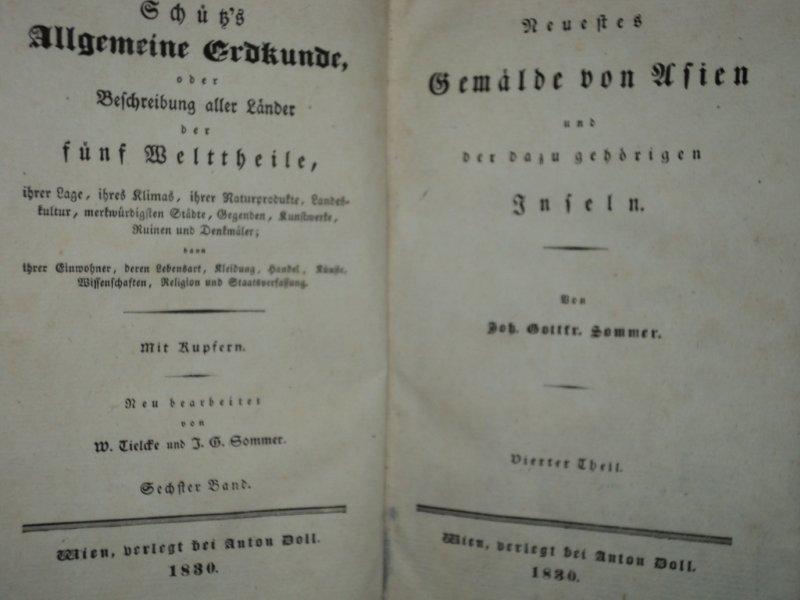 Schůtz's
Allgemeine Erdkunde,
oder
Beschreibung aller Länder
der
fünf Welttheile,
ihrer Lage, ihres Klimas, ihrer Naturprodukte, Landes-
kultur, merkwürdigsten Städte, Gegenden, Kunstwerke,
Ruinen und Denkmäler;
dann
ihrer Einwohner, deren Lebensart, Kleidung, Handel, Künste,
Wissenschaften, Religion und Staatsverfassung.
Mit Kupfern.
Neu bearbeitet
von
W. Tielcke und J. G. Sommer.
Sechster Band.
Wien, verlegt bei Anton Doll.
1830.
Neuestes
Gemälde von Asien
und
der dazu gehörigen
Inseln.
Von
Joh. Gottfr. Sommer.
Vierter Theil.
Wien, verlegt bei Anton Doll.
1830.